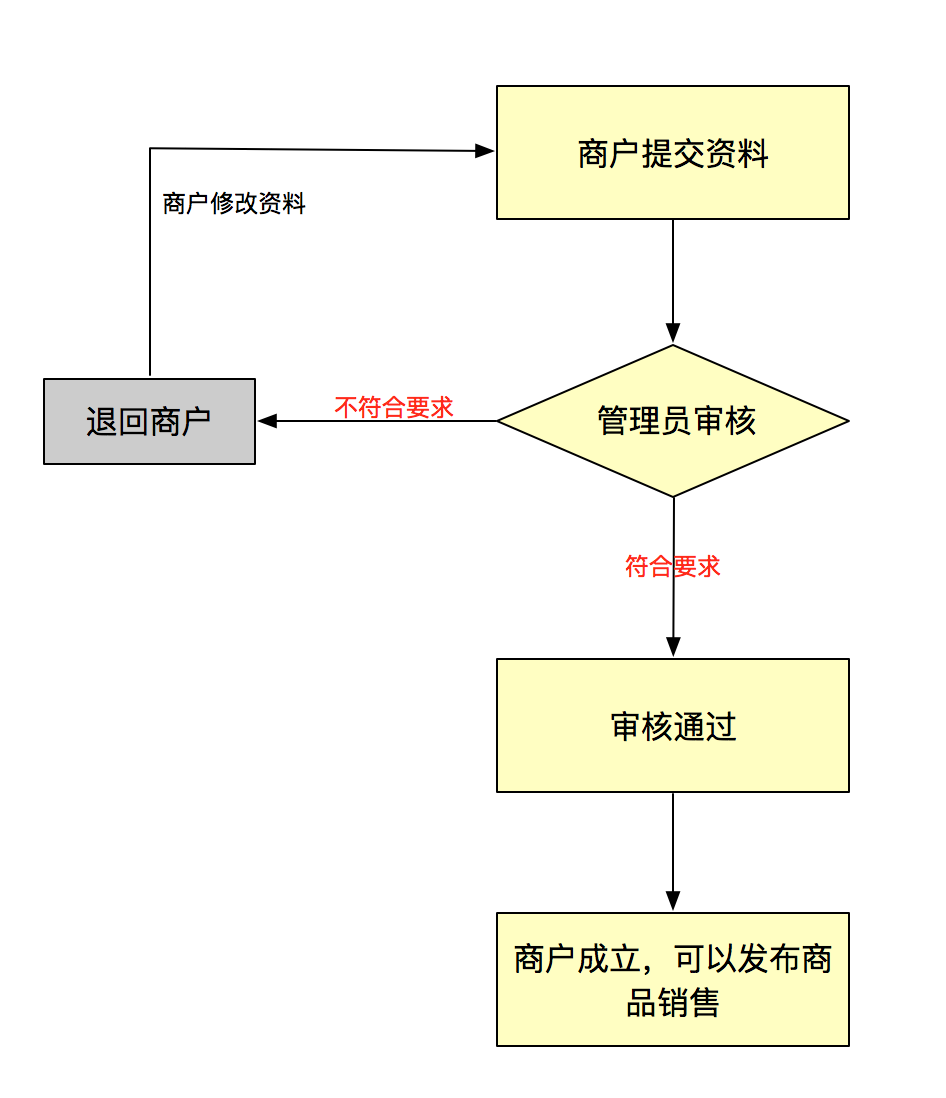 商户提交资料
商户修改资料
不符合要求
退回商户
管理员审核
符合要求
审核通过
商户成立，可以发布商
品销售